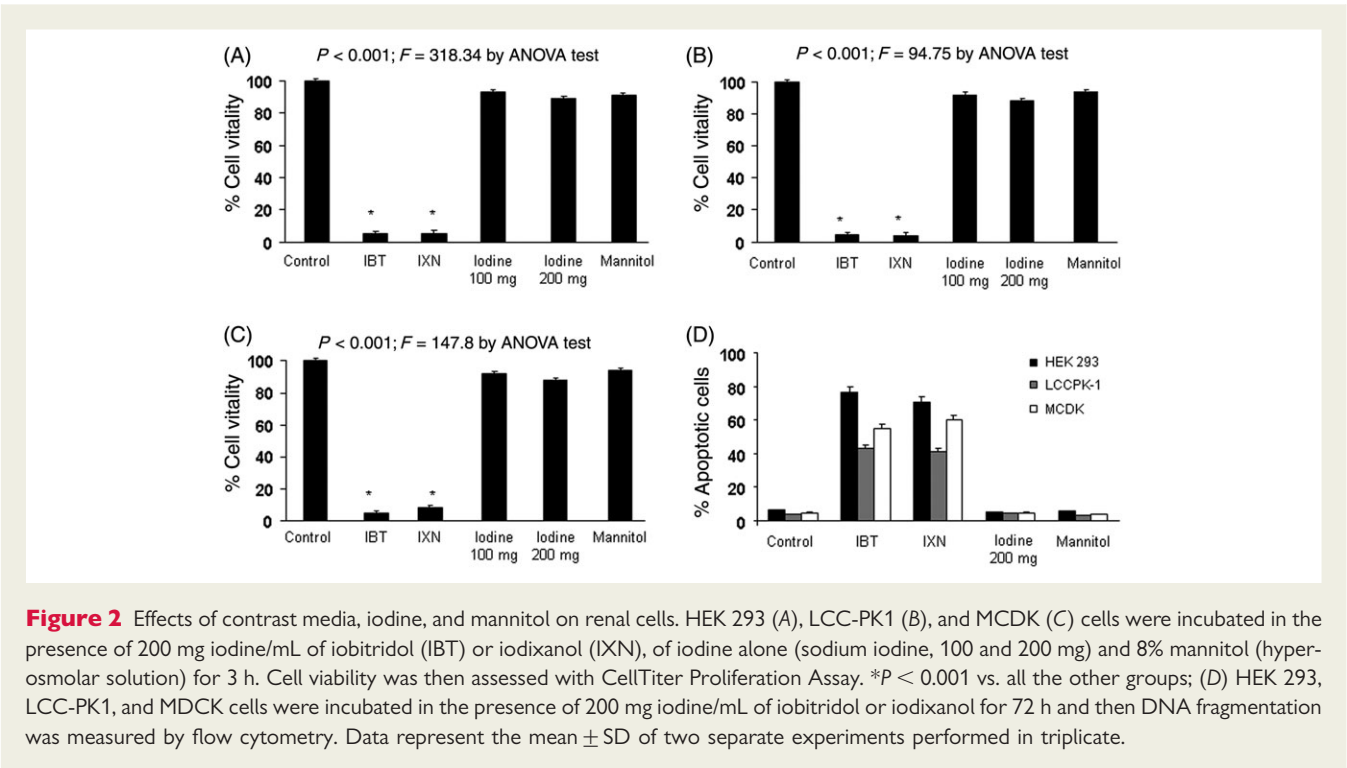 (A)
P < 0.001; F = 318.34 by ANOVA test
% Cell vitality
100
80
60
40
20
0
*
*
Control IBT IXN Iodine 100 mg Iodine 200 mg Mannitol
(B)
P < 0.001; F = 94.75 by ANOVA test
% Cell vitality
100
80
60
40
20
0
*
*
Control IBT IXN Iodine 100 mg Iodine 200 mg Mannitol
(C)
P < 0.001; F = 147.8 by ANOVA test
% Cell vitality
100
80
60
40
20
0
*
*
Control IBT IXN Iodine 100 mg Iodine 200 mg Mannitol
(D)
% Apoptotic cells
100
80
60
40
20
0
HEK 293
LCCPK-1
MCDK
Control IBT IXN Iodine 200 mg Mannitol
Figure 2 Effects of contrast media, iodine, and mannitol on renal cells. HEK 293 (A), LCC-PK1 (B), and MCDK (C) cells were incubated in the
presence of 200 mg iodine/mL of iobitridol (IBT) or iodixanol (IXN), of iodine alone (sodium iodine, 100 and 200 mg) and 8% mannitol (hyper-
osmolar solution) for 3 h. Cell viability was then assessed with CellTiter Proliferation Assay. *P < 0.001 vs. all the other groups; (D) HEK 293,
LCC-PK1, and MDCK cells were incubated in the presence of 200 mg iodine/mL of iobitridol or iodixanol for 72 h and then DNA fragmentation
was measured by flow cytometry. Data represent the mean ± SD of two separate experiments performed in triplicate.